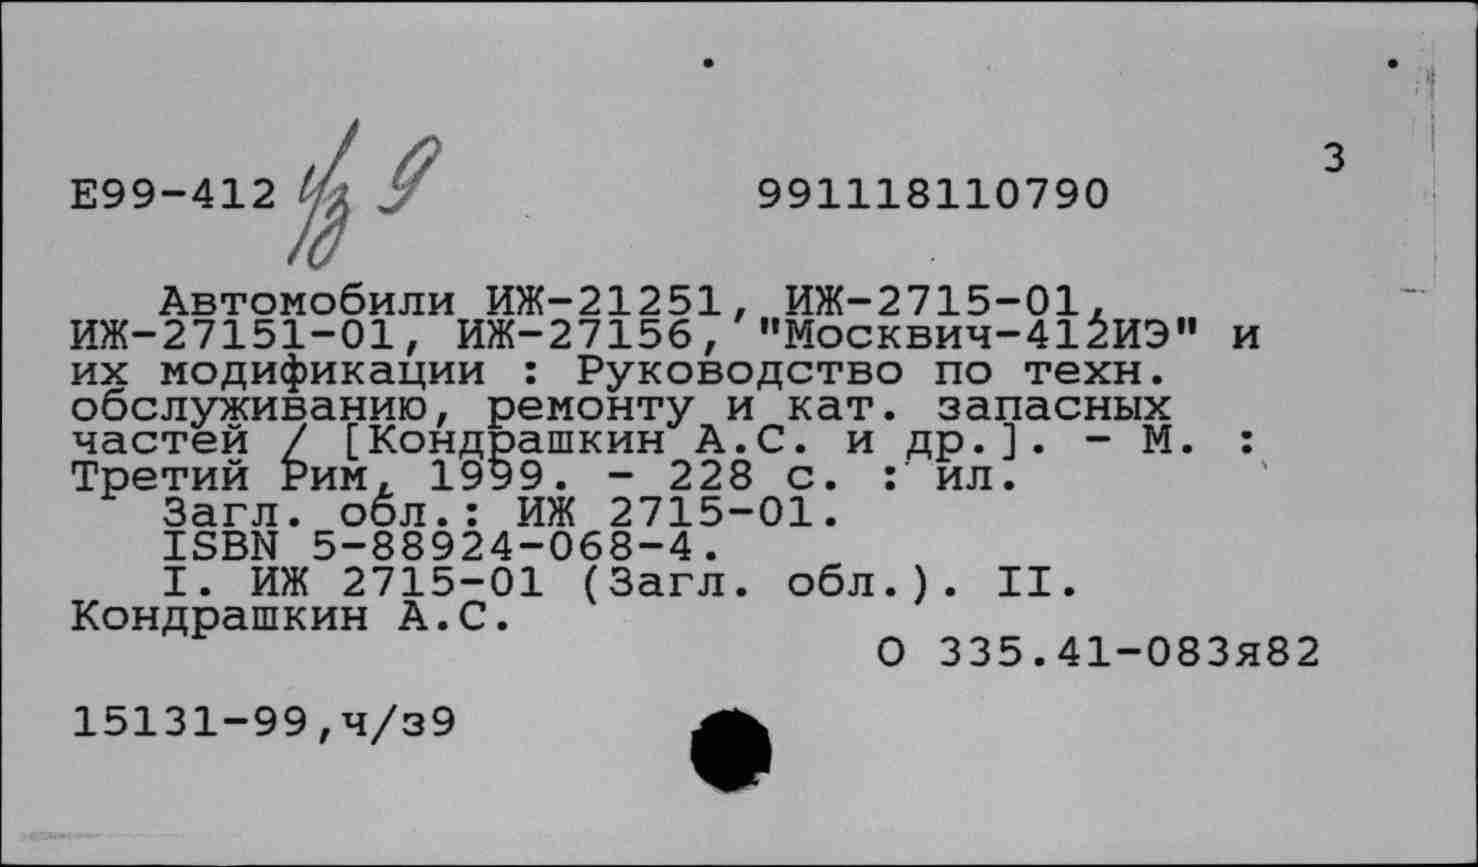 3
Е99-412 ч/з 9 991118110790
Автомобили ИЖ-21251, ИЖ-2715-01,
ИЖ-27151-01, ИЖ-27156, "Москвич-412ИЭ" и
их модификации : Руководство по техн.
обслуживанию, ремонту и кат. запасных
частей / [Кондрашкин А.С. и др.]. - М. :
Третий Рим, 1999. - 228 с. : ил.
Загл. обл.: ИЖ 2715-01.
ISBN 5-88924-068-4.
I. ИЖ 2715-01 (Загл. обл.). II.
Кондрашкин А.С.
О 335.41-083я82
15131-99,ч/з9